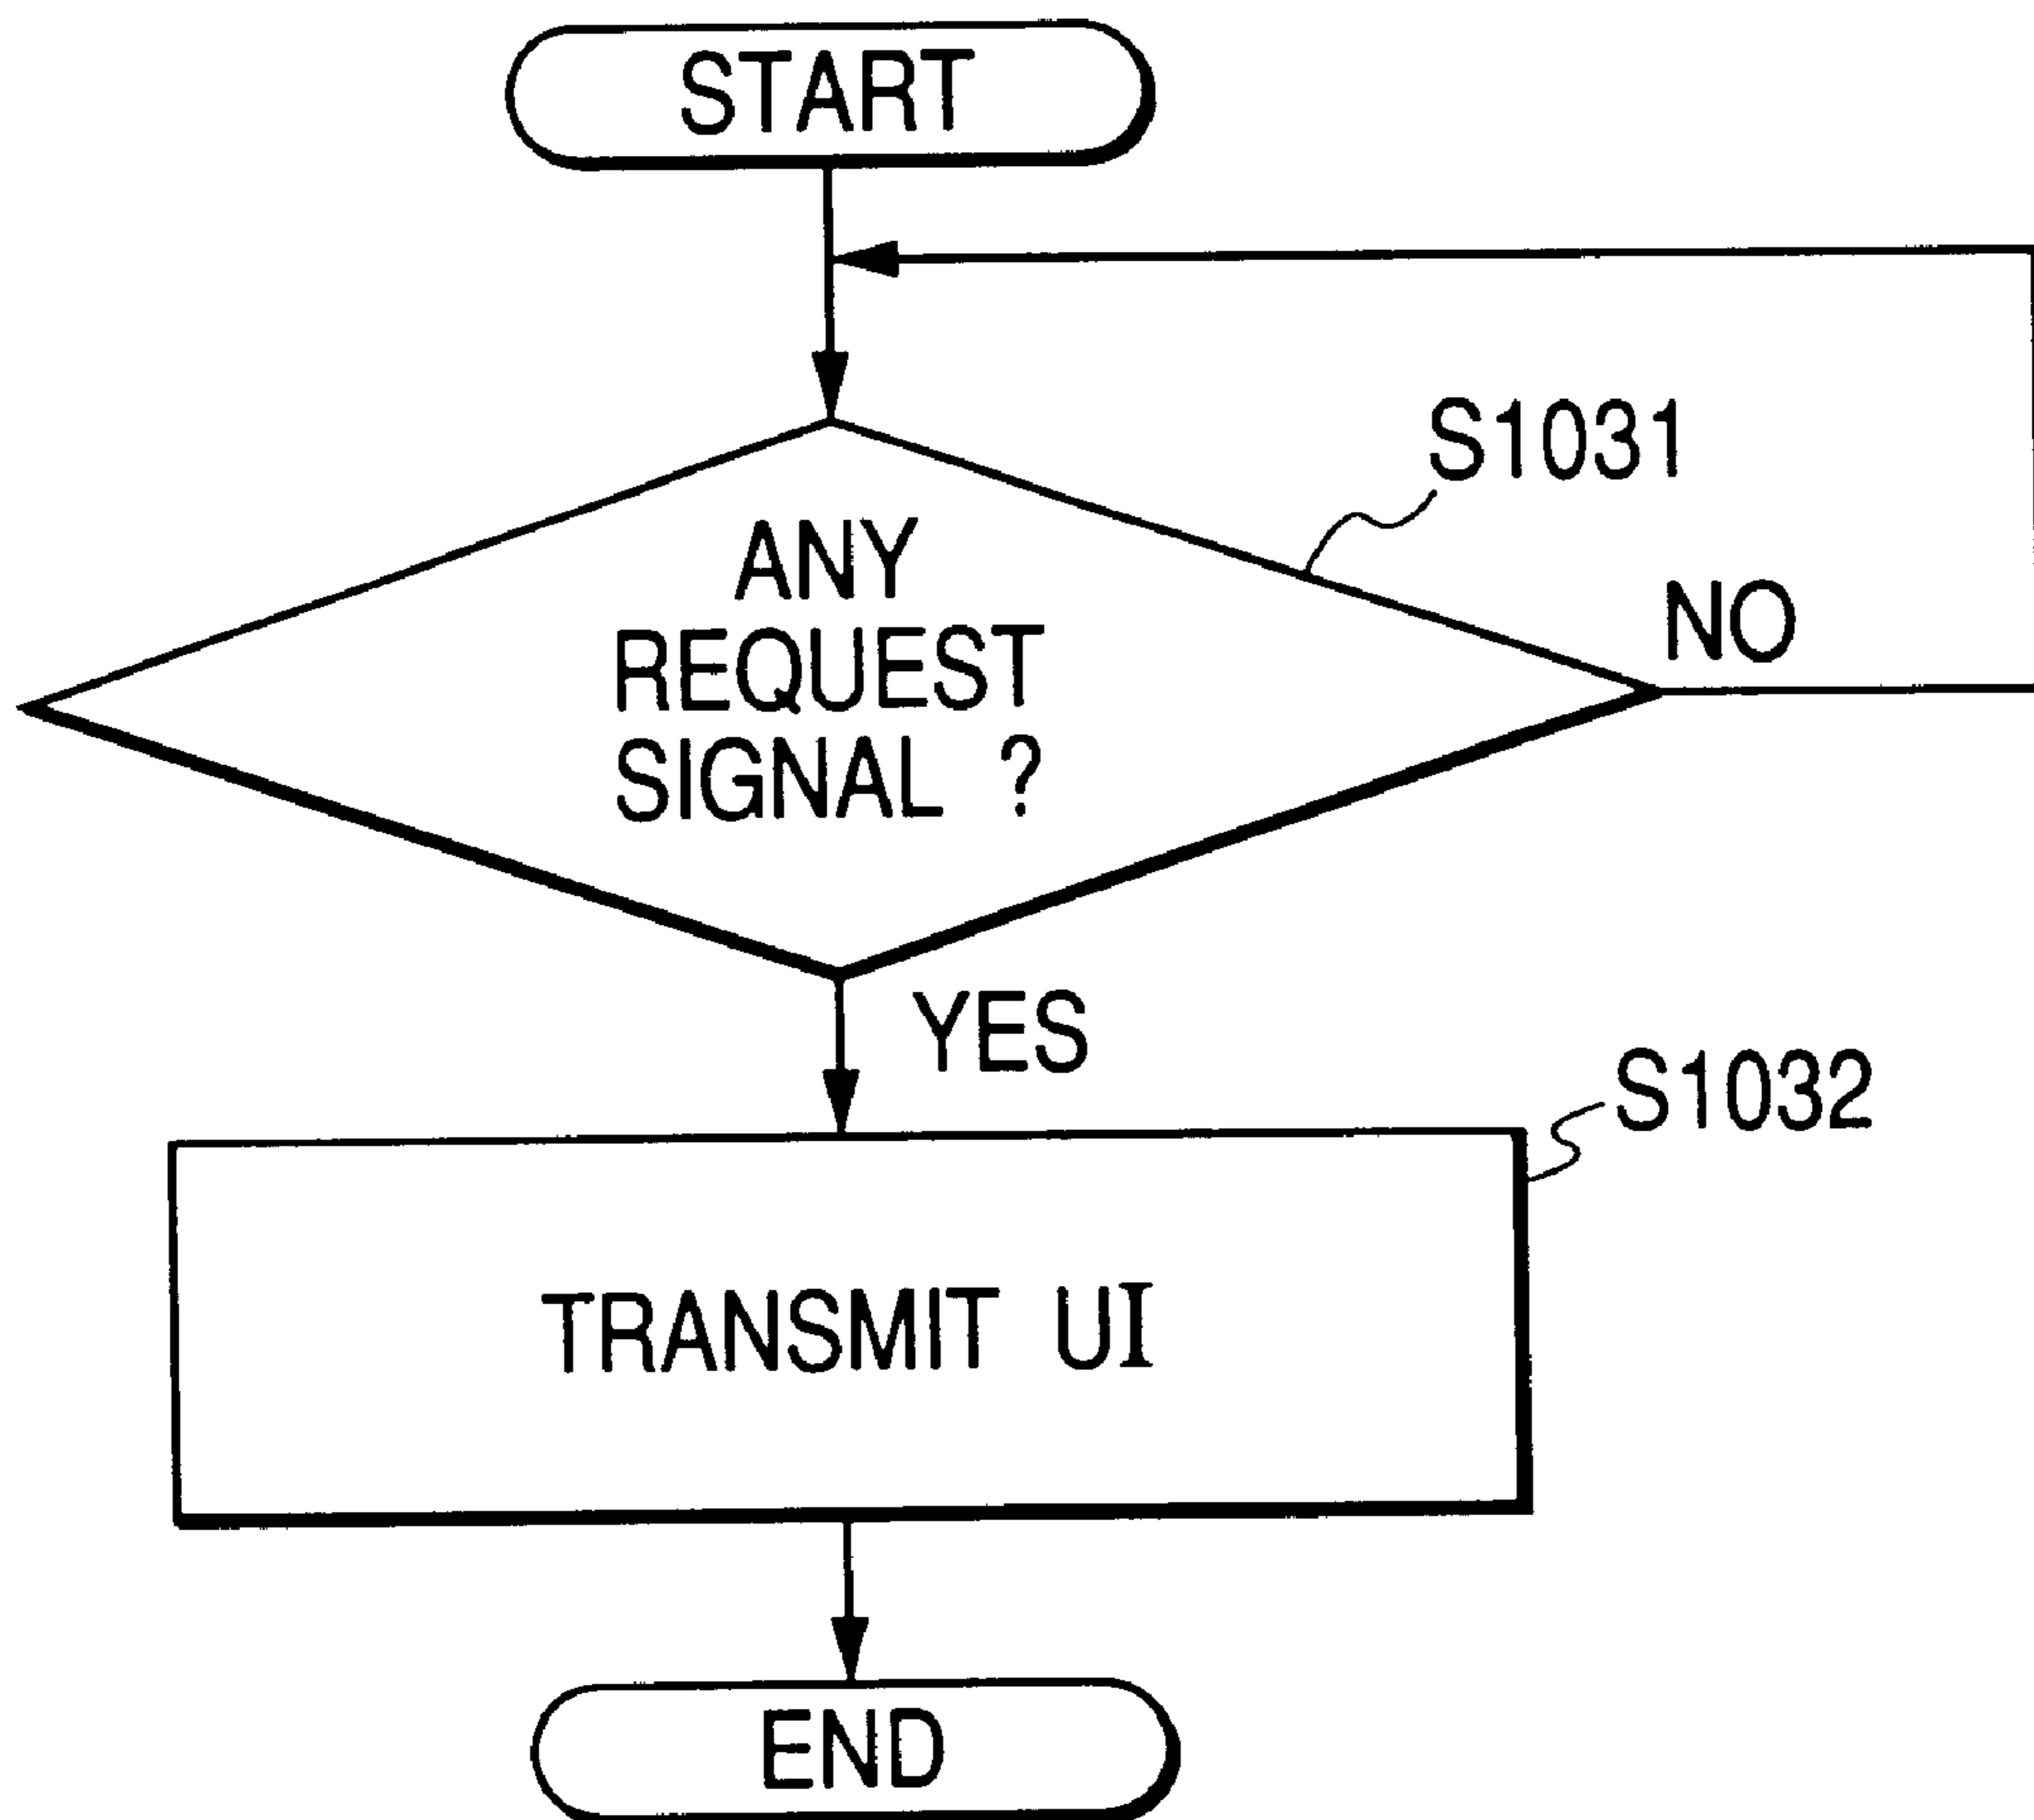 START
S1031
ANY
REQUEST
SIGNAL ?
NO
YES
S1032
TRANSMIT UI
END